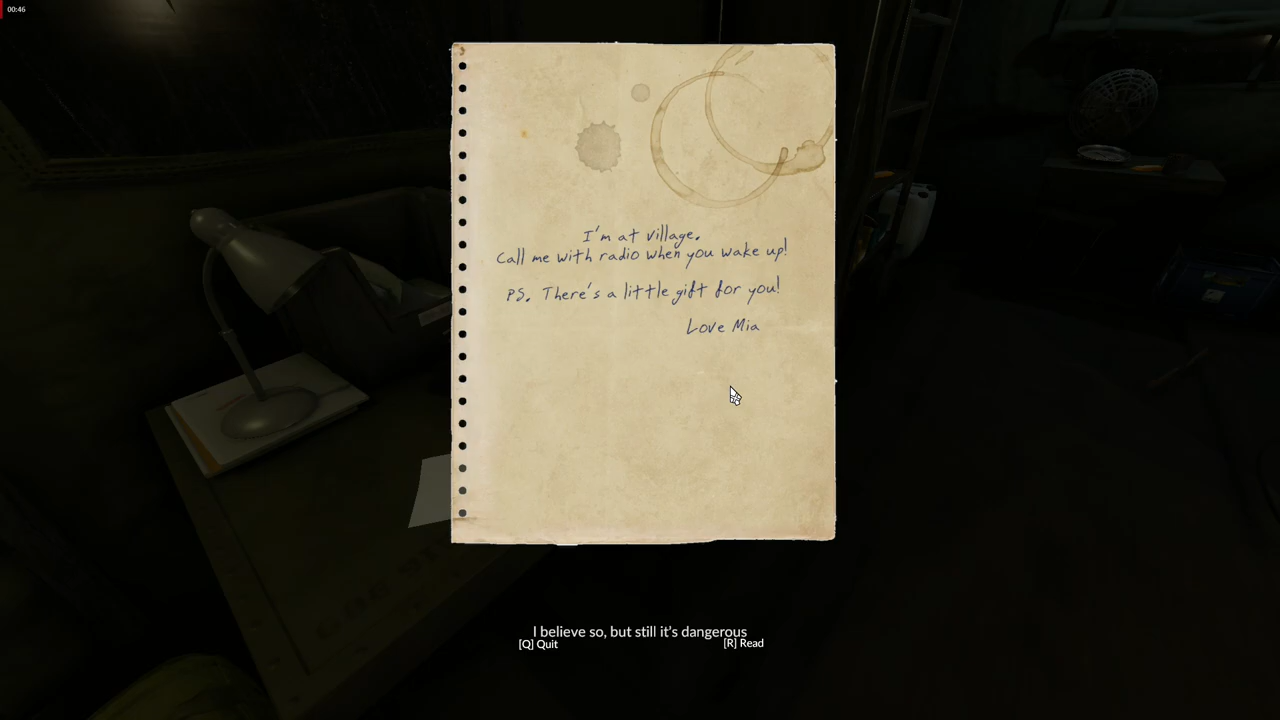 00:46
I'm at village.
Call me with radio when you wake up!
PS. There's a little gift for you!
Love Mia
I believe so, but still it's dangerous
[Q] Quit [R] Read